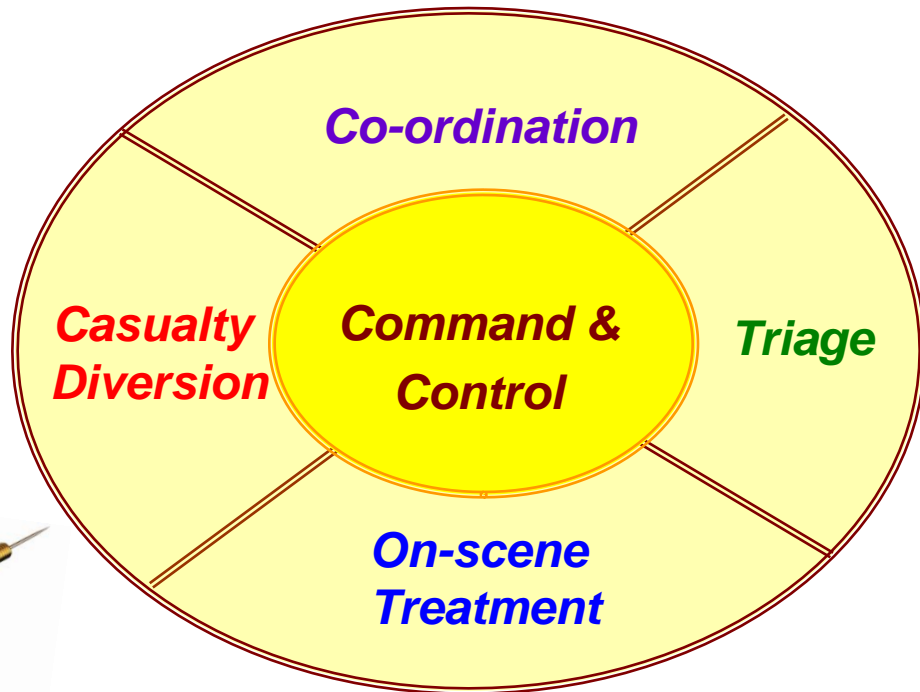 Co-ordination
Casualty
Diversion
Command &
Control
Triage
On-scene
Treatment